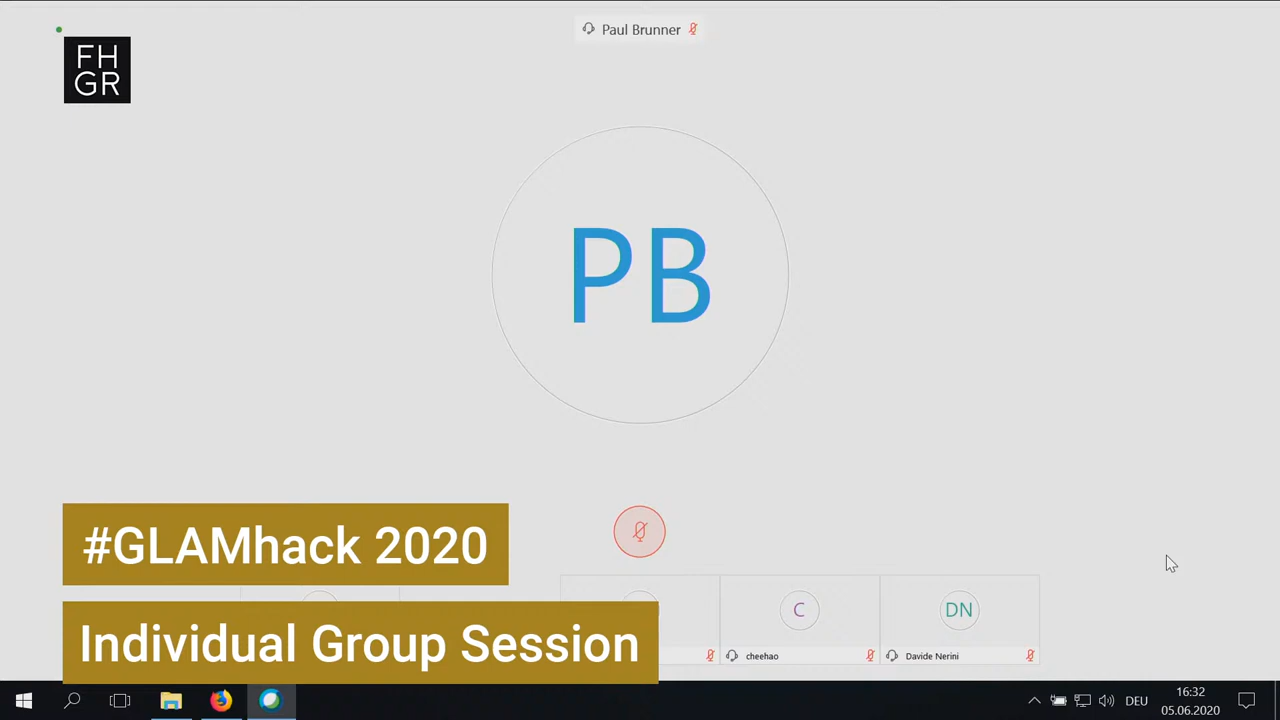 Paul Brunner
FH
GR
PB
#GLAMhack 2020
Individual Group Session
C
DN
cheehao
Davide Nerini
DEU
16:32
05.06.2020